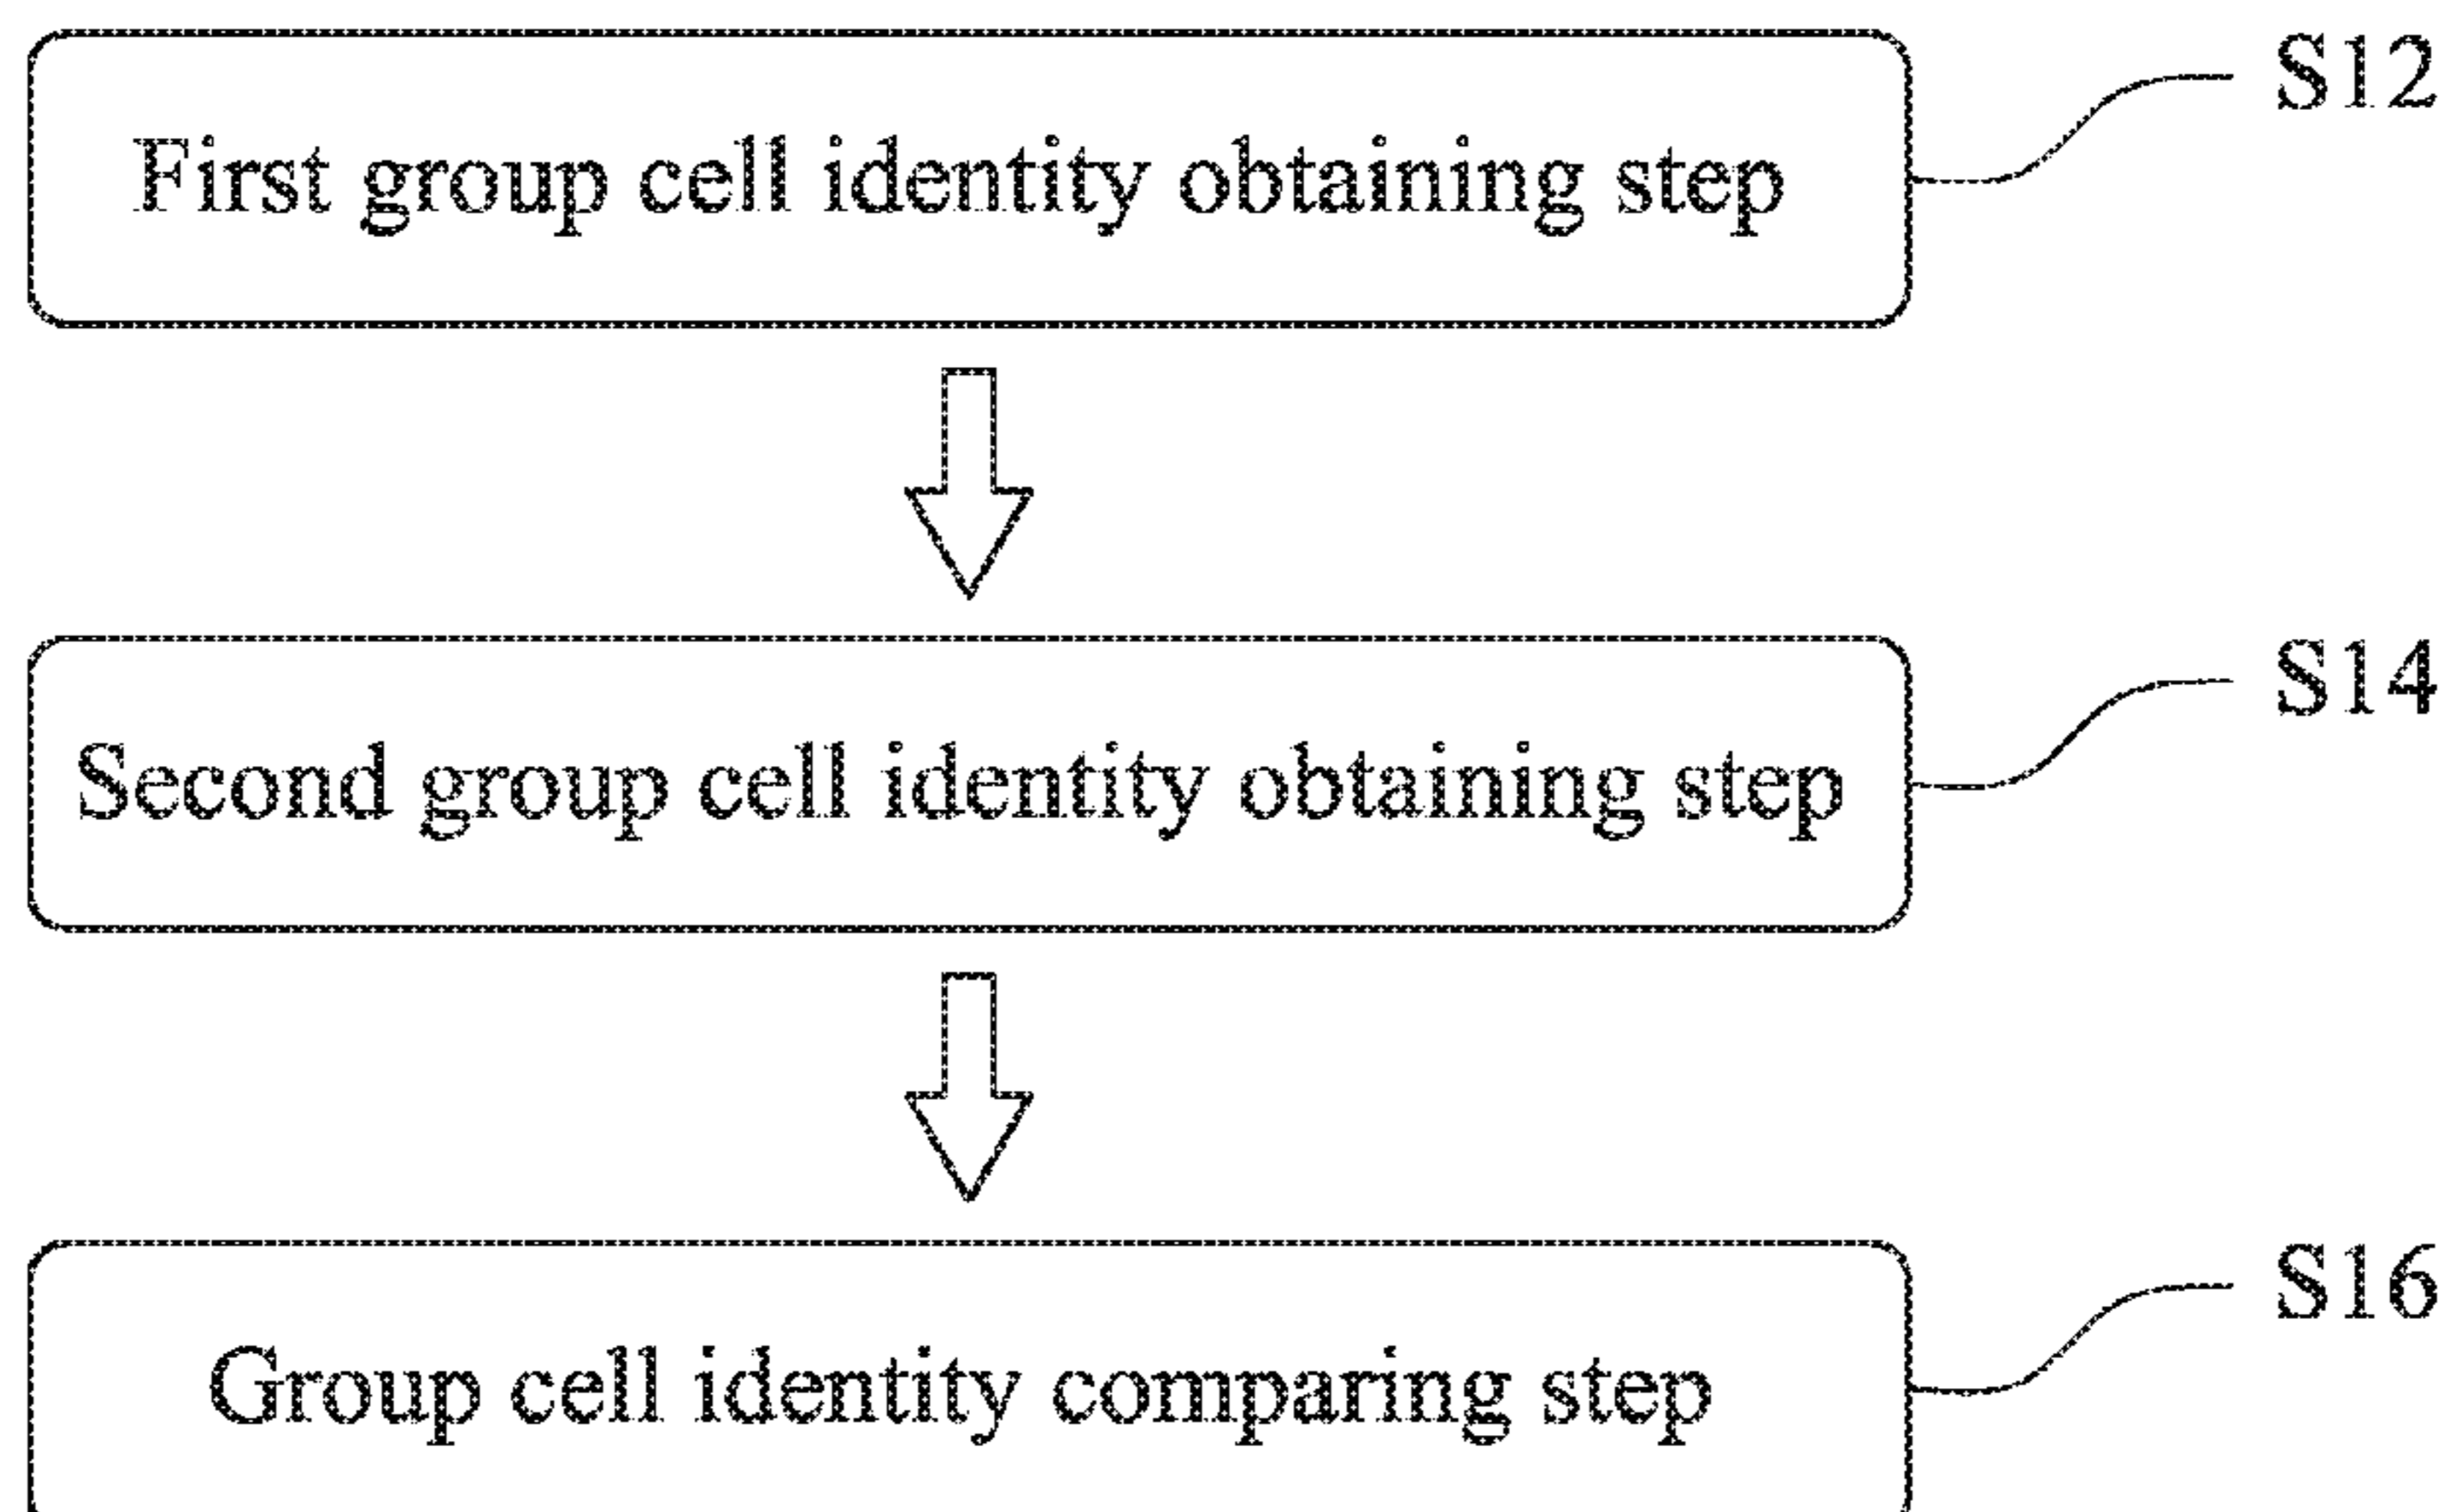 S12
First group cell identity obtaining step
S14
Second group cell identity obtaining step
S16
Group cell identity comparing step